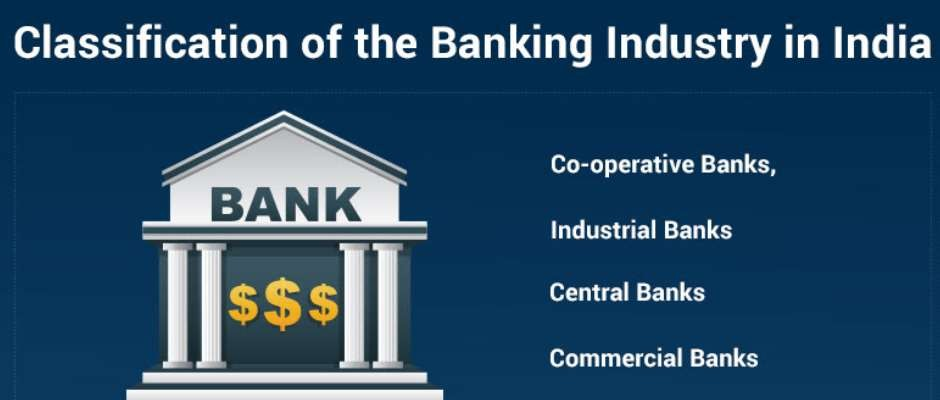 Classification of the Banking Industry in India
BANK
$$$
Co-operative Banks,
Industrial Banks
Central Banks
Commercial Banks